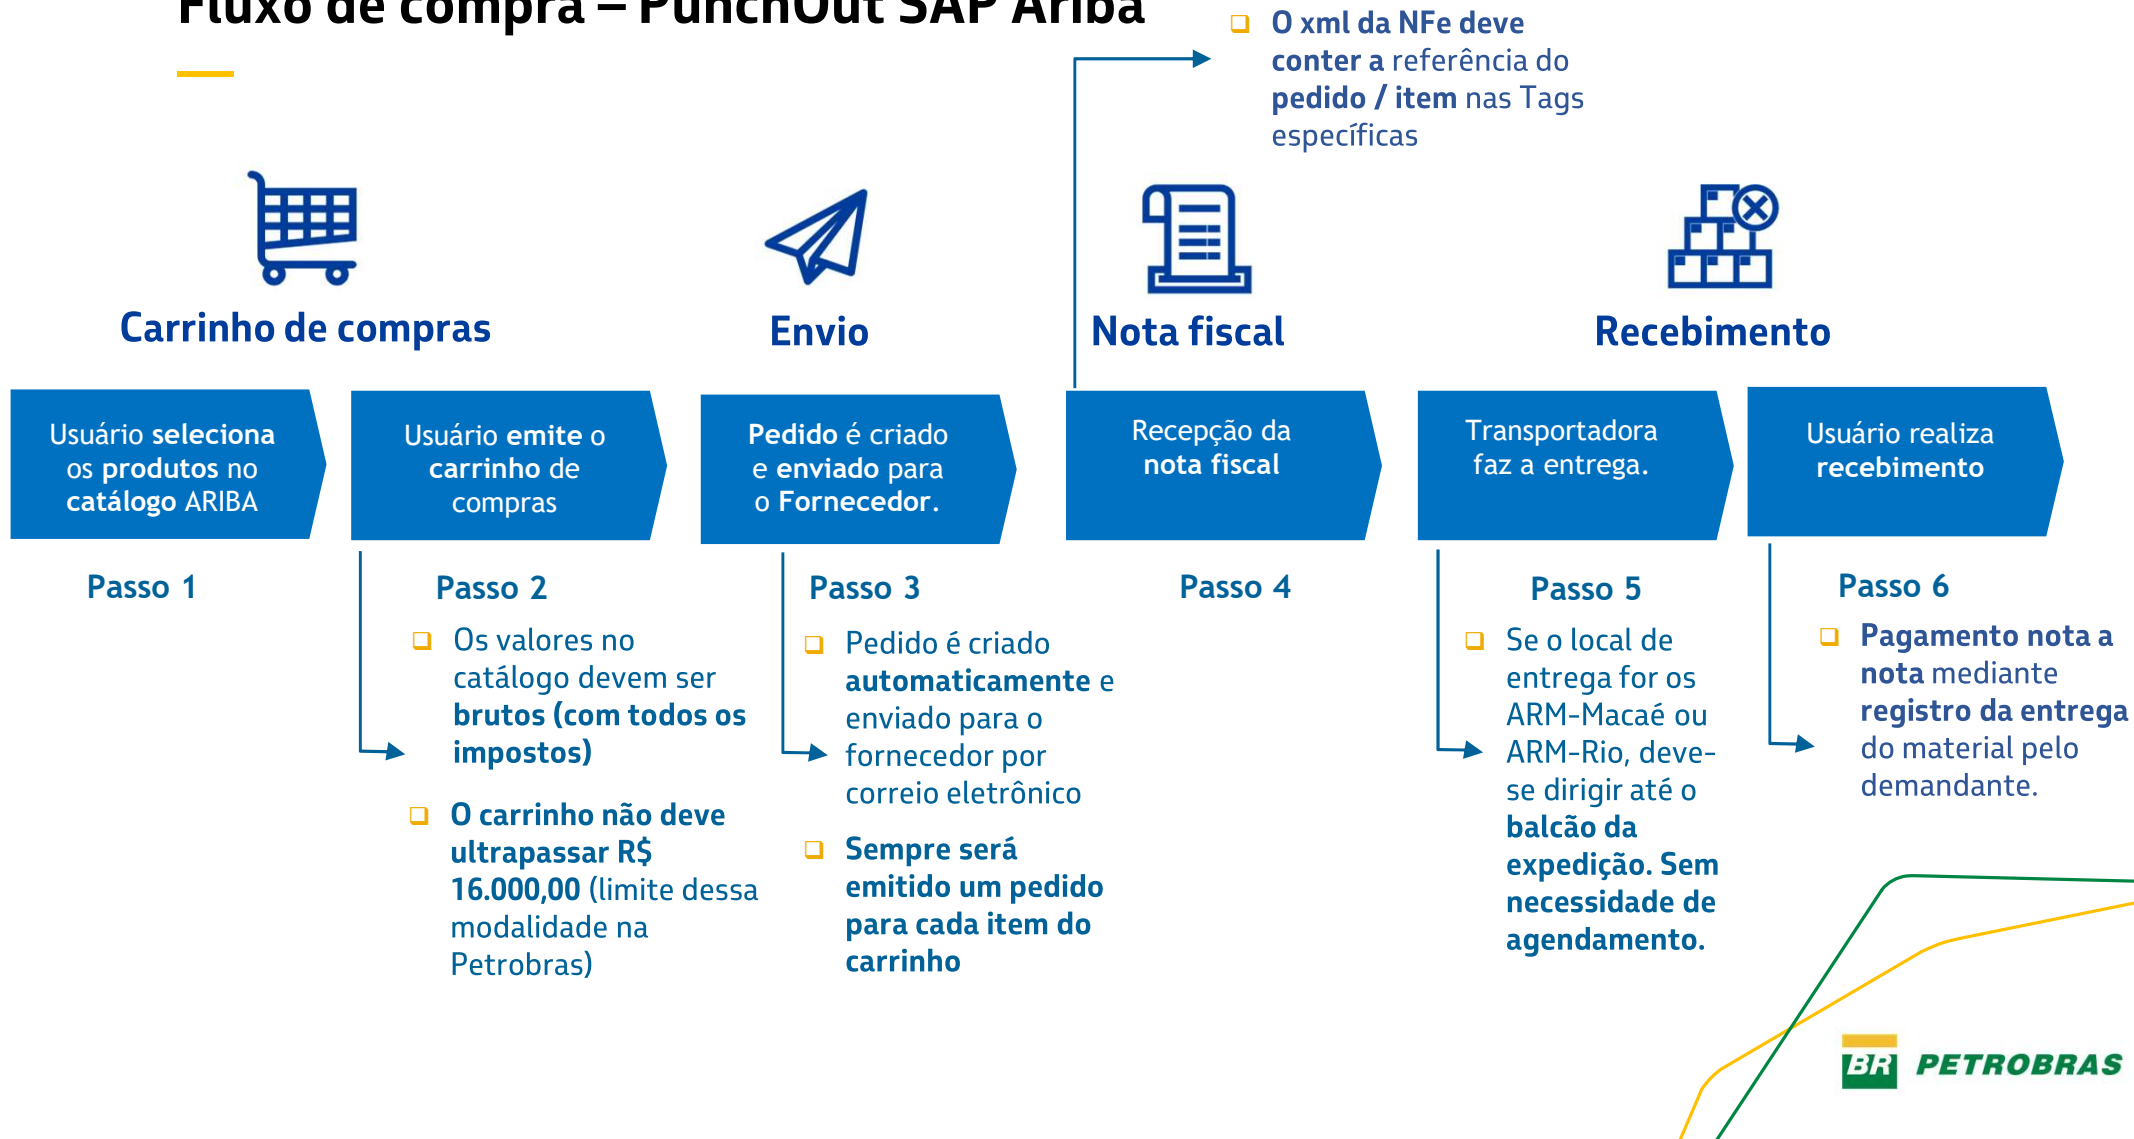 Fluxo de compra – PunchOut SAP Ariba
O xml da NFe deve
conter a referência do
pedido / item nas Tags
específicas
Carrinho de compras
Envio
Nota fiscal
Recebimento
Usuário seleciona
os produtos no
catálogo ARIBA
Usuário emite o
carrinho de
compras
Pedido é criado
e enviado para
o Fornecedor.
Recepção da
nota fiscal
Transportadora
faz a entrega.
Usuário realiza
recebimento
Passo 1
Passo 2
Os valores no
catálogo devem ser
brutos (com todos os
impostos)
O carrinho não deve
ultrapassar R$
16.000,00 (limite dessa
modalidade na
Petrobras)
Passo 3
Pedido é criado
automaticamente e
enviado para o
fornecedor por
correio eletrônico
Sempre será
emitido um pedido
para cada item do
carrinho
Passo 4
Passo 5
Se o local de
entrega for os
ARM-Macaé ou
ARM-Rio, deve-
se dirigir até o
balcão da
expedição. Sem
necessidade de
agendamento.
Passo 6
Pagamento nota a
nota mediante
registro da entrega
do material pelo
demandante.
BR PETROBRAS